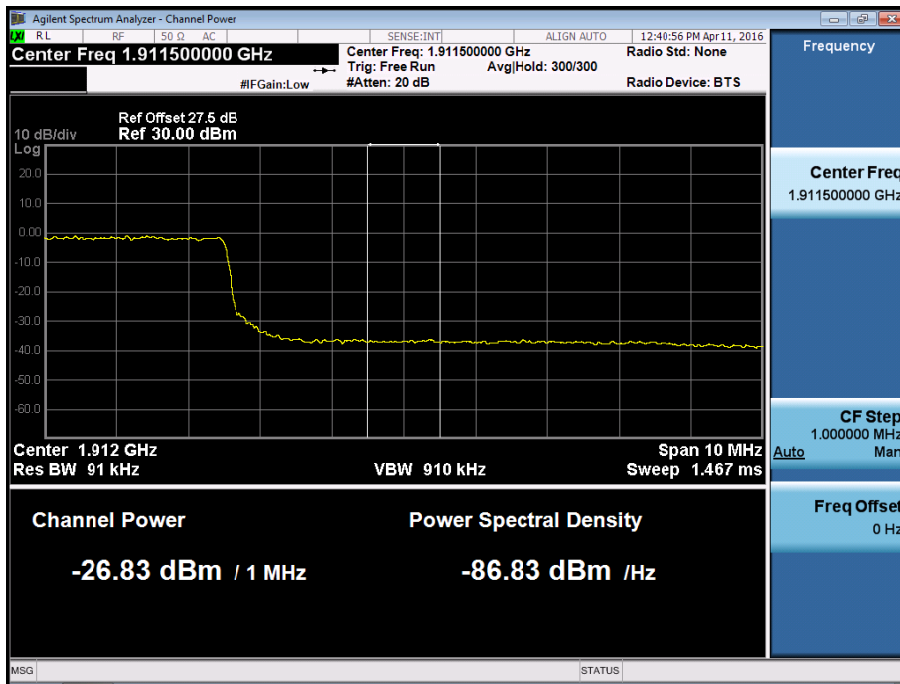 Agilent Spectrum Analyzer - Channel Power
LXI RL RF 50 Ω AC SENSE:INT ALIGN AUTO 12:40:56 PM Apr 11, 2016
Center Freq 1.911500000 GHz
Center Freq: 1.911500000 GHz
Radio Std: None
Trig: Free Run Avg|Hold: 300/300
#IFGain:Low
#Atten: 20 dB
Radio Device: BTS
Frequency
Ref Offset 27.5 dB
10 dB/div Ref 30.00 dBm
Log
20.0
10.0
0.00
-10.0
-20.0
-30.0
-40.0
-50.0
-60.0
Center 1.912 GHz
Span 10 MHz
Res BW 91 kHz
VBW 910 kHz
Sweep 1.467 ms
Channel Power
Power Spectral Density
-26.83 dBm / 1 MHz
-86.83 dBm /Hz
Center Freq
1.911500000 GHz
CF Step
1.000000 MHz
Auto Man
Freq Offset
0 Hz
MSG
STATUS